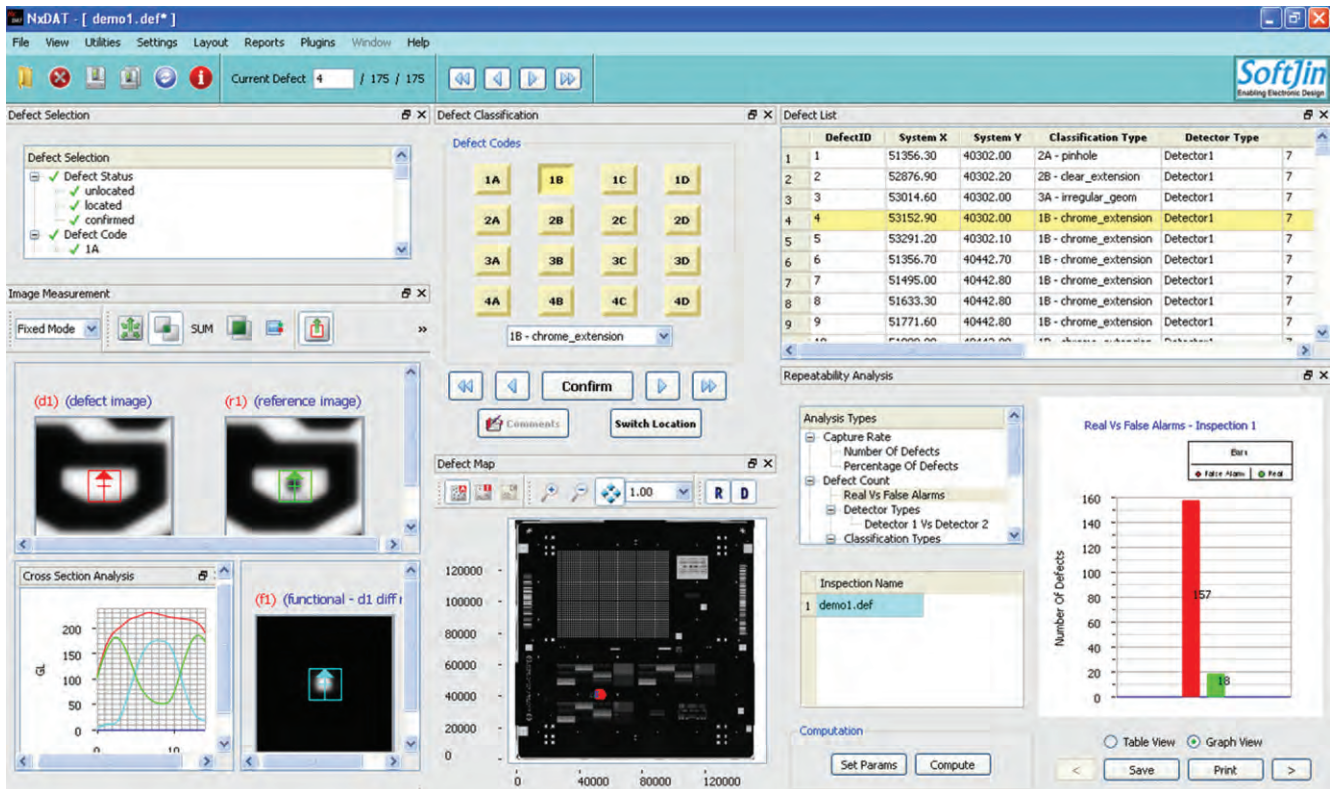 NxDAT - [ demo1.def* ]
File View Utilities Settings Layout Reports Plugins Window Help
Current Defect 4 / 175 / 175
SoftJin
Enabling Electronic Design
Defect Selection
Defect Selection
Defect Status
unlocated
located
confirmed
Defect Code
1A
Image Measurement
Fixed Mode SUM »
(d1) (defect image) (r1) (reference image)
Cross Section Analysis
GL
200
150
100
50
0
0 10
(f1) (functional - d1 diff r
Defect Classification
Defect Codes
1A 1B 1C 1D
2A 2B 2C 2D
3A 3B 3C 3D
4A 4B 4C 4D
1B - chrome_extension
Confirm
Comments Switch Location
Defect Map
1.00 R D
120000
100000
80000
60000
40000
20000
0
0 40000 80000 120000
Defect List
DefectID System X System Y Classification Type Detector Type
1 1 51356.30 40302.00 2A - pinhole Detector1 7
2 2 52876.90 40302.20 2B - clear_extension Detector1 7
3 3 53014.60 40302.00 3A - irregular_geom Detector1 7
4 4 53152.90 40302.00 1B - chrome_extension Detector1 7
5 5 53291.20 40302.10 1B - chrome_extension Detector1 7
6 6 51356.70 40442.70 1B - chrome_extension Detector1 7
7 7 51495.00 40442.80 1B - chrome_extension Detector1 7
8 8 51633.30 40442.80 1B - chrome_extension Detector1 7
9 9 51771.60 40442.80 1B - chrome_extension Detector1 7
Repeatability Analysis
Analysis Types
Capture Rate
Number Of Defects
Percentage Of Defects
Defect Count
Real Vs False Alarms
Detector Types
Detector 1 Vs Detector 2
Classification Types
Inspection Name
1 demo1.def
Computation
Set Params Compute
Real Vs False Alarms - Inspection 1
Bars
False Alarm Real
Number Of Defects
160
140
120
100
80
60
40
20
0
157
18
Table View Graph View
< Save Print >